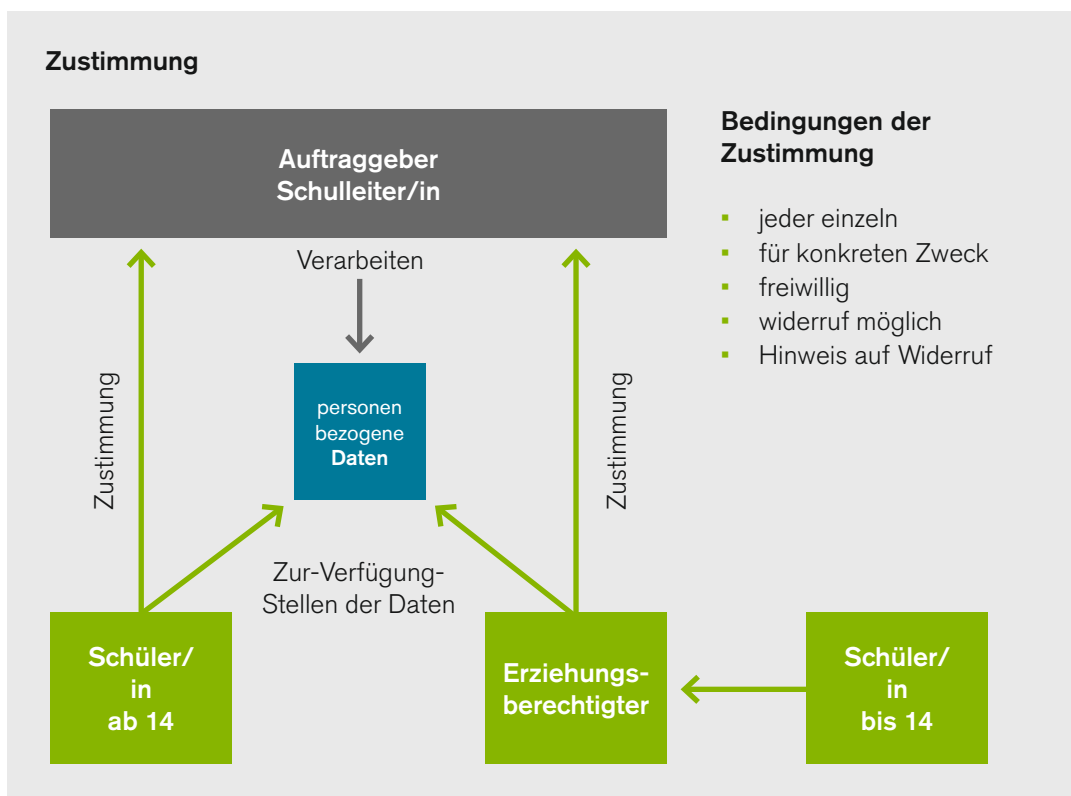 Zustimmung
Auftraggeber
Schulleiter/in
Verarbeiten
Zustimmung
personen
bezogene
Daten
Zustimmung
Zur-Verfügung-
Stellen der Daten
Schüler/
in
ab 14
Erziehungs-
berechtigter
Schüler/
in
bis 14
Bedingungen der
Zustimmung
▪ jeder einzeln
▪ für konkreten Zweck
▪ freiwillig
▪ widerruf möglich
▪ Hinweis auf Widerruf